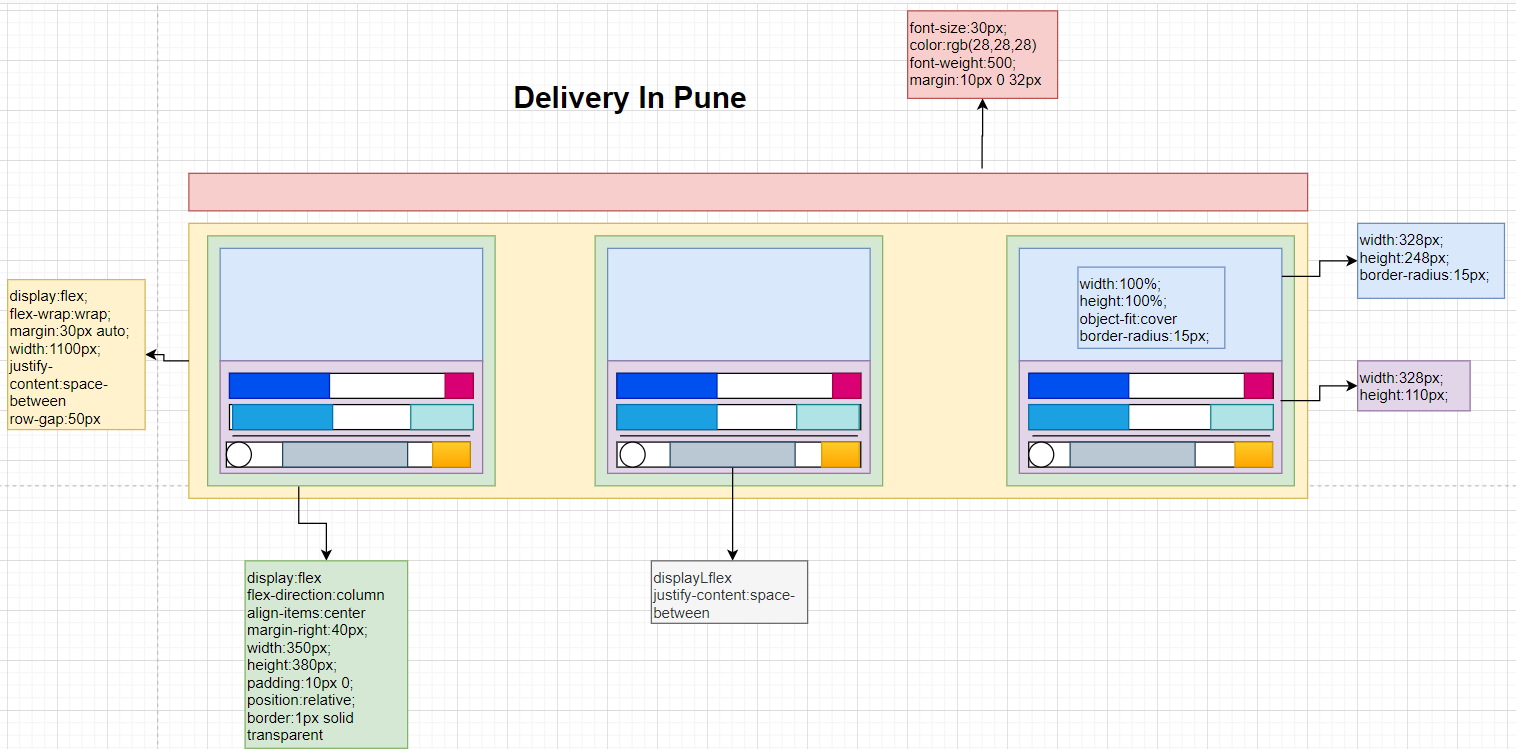 font-size:30px;
color:rgb(28,28,28)
font-weight:500;
margin:10px 0 32px
Delivery In Pune
width:328px;
height:248px;
border-radius:15px;
width:100%;
height:100%;
object-fit:cover
border-radius:15px;
display:flex;
flex-wrap:wrap;
margin:30px auto;
width:1100px;
justify-
content:space-
between
row-gap:50px
width:328px;
height:110px;
display:flex
flex-direction:column
align-items:center
margin-right:40px;
width:350px;
height:380px;
padding:10px 0;
position:relative;
border:1px solid
transparent
displayLflex
justify-content:space-
between